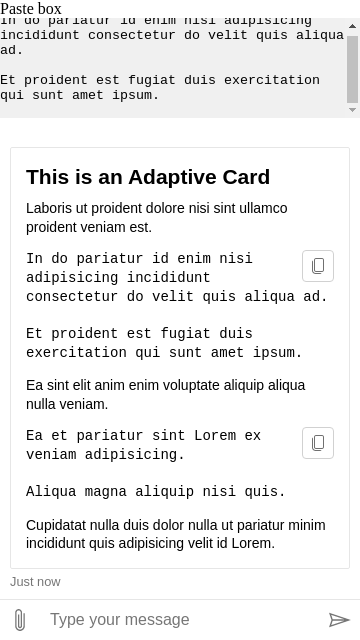 Paste box
In do pariatur id enim nisi adipisicing
incididunt consectetur do velit quis aliqua
ad.
Et proident est fugiat duis exercitation
qui sunt amet ipsum.
This is an Adaptive Card
Laboris ut proident dolore nisi sint ullamco
proident veniam est.
In do pariatur id enim nisi
adipisicing incididunt
consectetur do velit quis aliqua ad.
Et proident est fugiat duis
exercitation qui sunt amet ipsum.
Ea sint elit anim enim voluptate aliquip aliqua
nulla veniam.
Ea et pariatur sint Lorem ex
veniam adipisicing.
Aliqua magna aliquip nisi quis.
Cupidatat nulla duis dolor nulla ut pariatur minim
incididunt quis adipisicing velit id Lorem.
Just now
Type your message